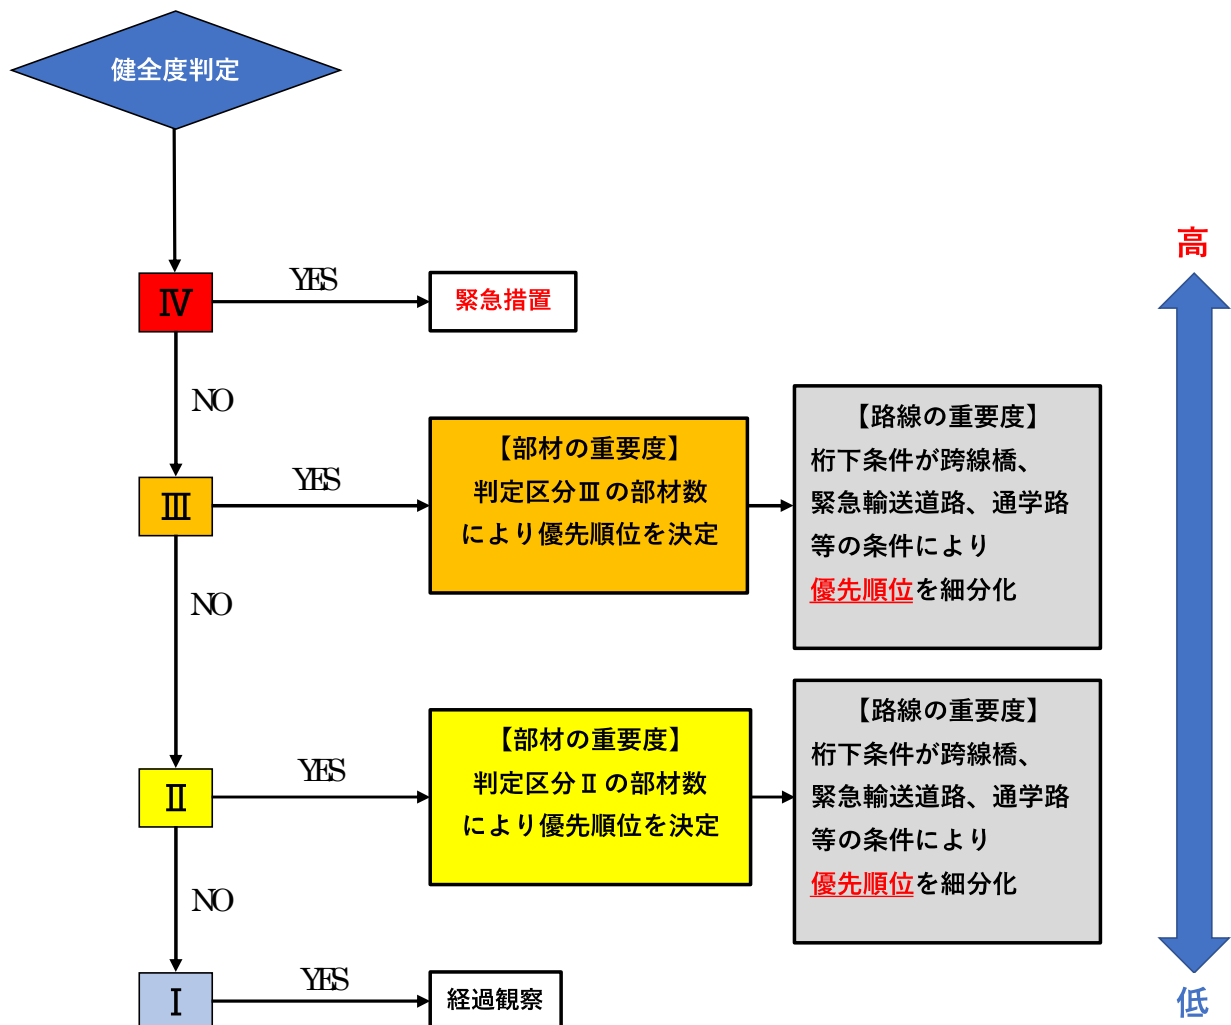 健全度判定
高
Ⅳ
YES
緊急措置
NO
Ⅲ
YES
【部材の重要度】
判定区分Ⅲの部材数
により優先順位を決定
【路線の重要度】
桁下条件が跨線橋、
緊急輸送道路、通学路
等の条件により
優先順位を細分化
NO
Ⅱ
YES
【部材の重要度】
判定区分Ⅱの部材数
により優先順位を決定
【路線の重要度】
桁下条件が跨線橋、
緊急輸送道路、通学路
等の条件により
優先順位を細分化
NO
Ⅰ
YES
経過観察
低